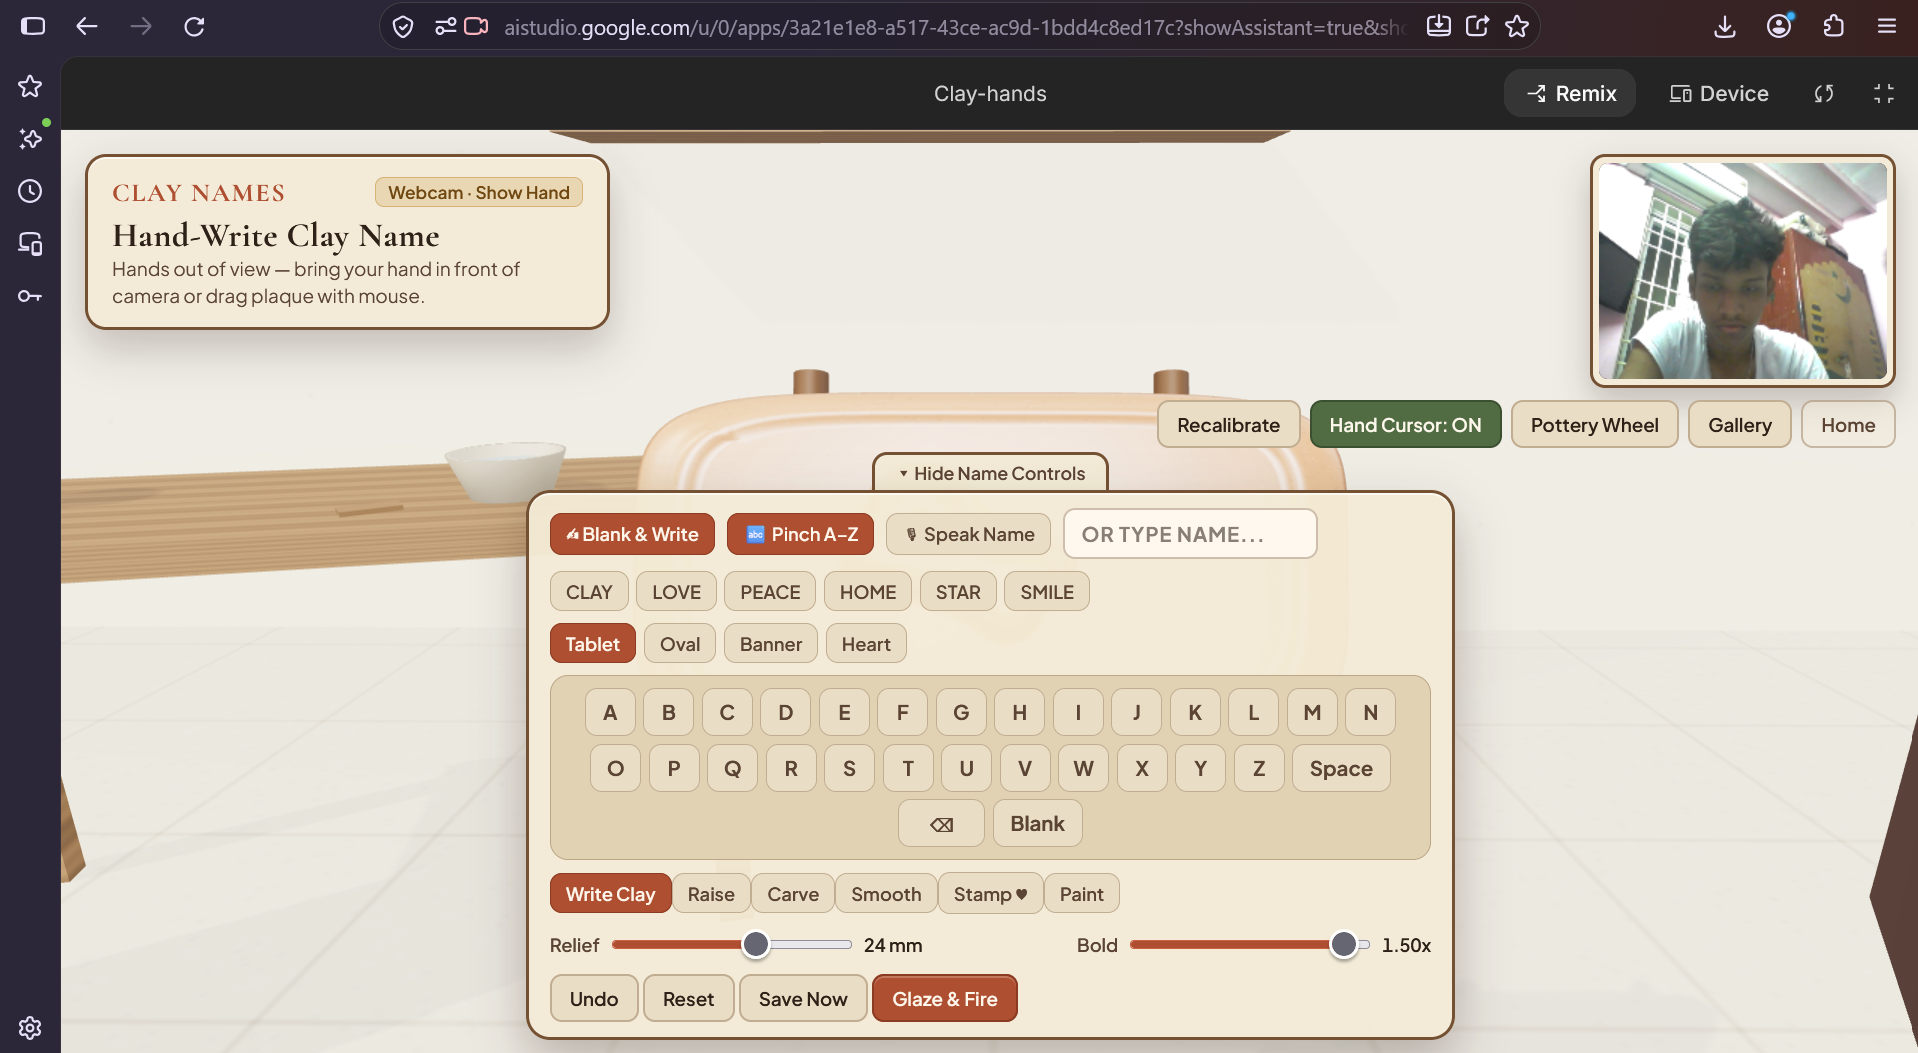 aistudio.google.com/u/0/apps/3a21e1e8-a517-43ce-ac9d-1bdd4c8ed17c?showAssistant=true&sho
Clay-hands
Remix
Device
CLAY NAMES
Webcam · Show Hand
Hand-Write Clay Name
Hands out of view — bring your hand in front of
camera or drag plaque with mouse.
Recalibrate
Hand Cursor: ON
Pottery Wheel
Gallery
Home
▾ Hide Name Controls
✍ Blank & Write
🔤 Pinch A–Z
🎙 Speak Name
OR TYPE NAME...
CLAY LOVE PEACE HOME STAR SMILE
Tablet Oval Banner Heart
A B C D E F G H I J K L M N
O P Q R S T U V W X Y Z Space
⌫ Blank
Write Clay Raise Carve Smooth Stamp ♥ Paint
Relief 24 mm Bold 1.50x
Undo Reset Save Now Glaze & Fire